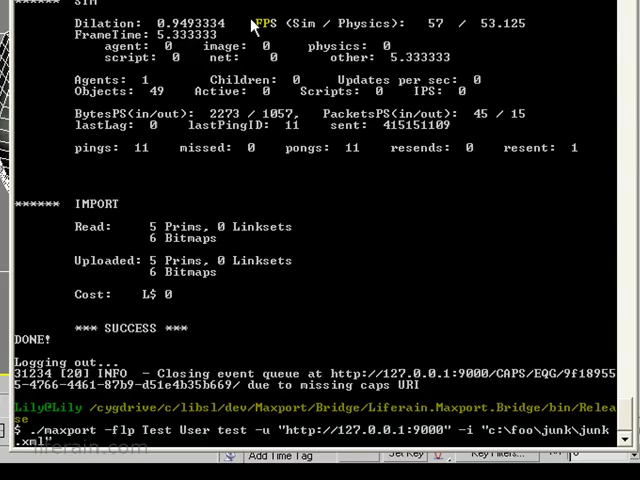 ****** SIM
Dilation: 0.9493334 FPS (Sim / Physics): 57 / 53.125
FrameTime: 5.333333
agent: 0 image: 0 physics: 0
script: 0 net: 0 other: 5.333333
Agents: 1 Children: 0 Updates per sec: 0
Objects: 49 Active: 0 Scripts: 0 IPS: 0
BytesPS(in/out): 2273 / 1057, PacketsPS(in/out): 45 / 15
lastLag: 0 lastPingID: 11 sent: 415151109
pings: 11 missed: 0 pongs: 11 resends: 0 resent: 1
****** IMPORT
Read: 5 Prims, 0 Linksets
6 Bitmaps
Uploaded: 5 Prims, 0 Linksets
6 Bitmaps
Cost: L$ 0
*** SUCCESS ***
DONE!
Logging out...
31234 [20] INFO - Closing event queue at http://127.0.0.1:9000/CAPS/EQG/9f18955
5-4766-4461-87b9-d51e4b35b669/ due to missing caps URI
Lily@Lily /cygdrive/c/libsl/dev/Maxport/Bridge/Liferain.Maxport.Bridge/bin/Relea
se
$ ./maxport -flp Test User test -u "http://127.0.0.1:9000" -i "c:\foo\junk\junk
.xml"
liferain.com
Add Time Tag Set Key Key Filters...